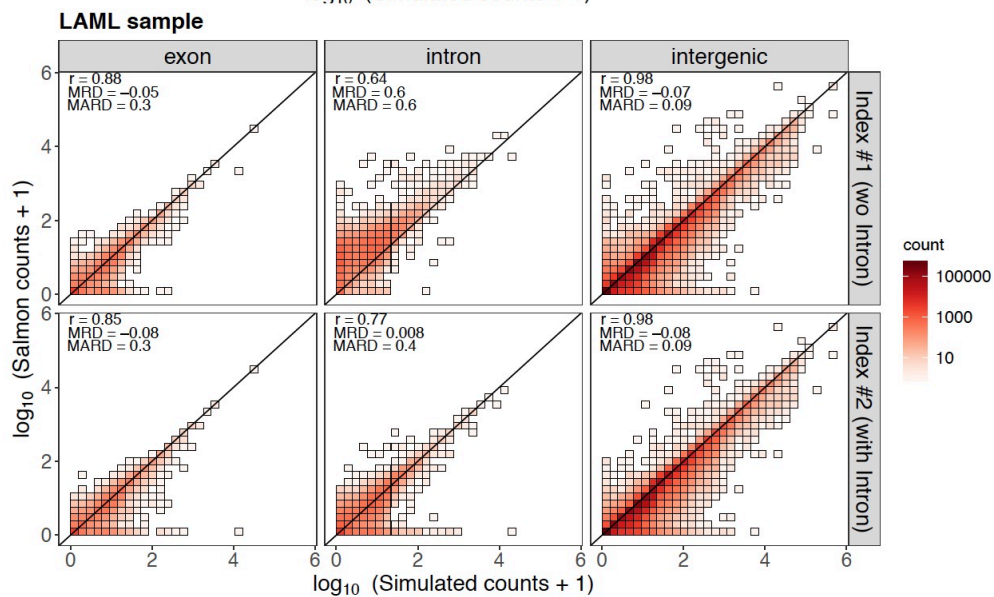 LAML sample
exon
intron
intergenic
r = 0.88
MRD = −0.05
MARD = 0.3
r = 0.64
MRD = 0.6
MARD = 0.6
r = 0.98
MRD = −0.07
MARD = 0.09
Index #1 (wo Intron)
6
4
2
0
r = 0.85
MRD = −0.08
MARD = 0.3
r = 0.77
MRD = 0.008
MARD = 0.4
r = 0.98
MRD = −0.08
MARD = 0.09
Index #2 (with Intron)
6
4
2
0
log₁₀ (Salmon counts + 1)
0 2 4 6 0 2 4 6 0 2 4 6
log₁₀ (Simulated counts + 1)
count
100000
1000
10